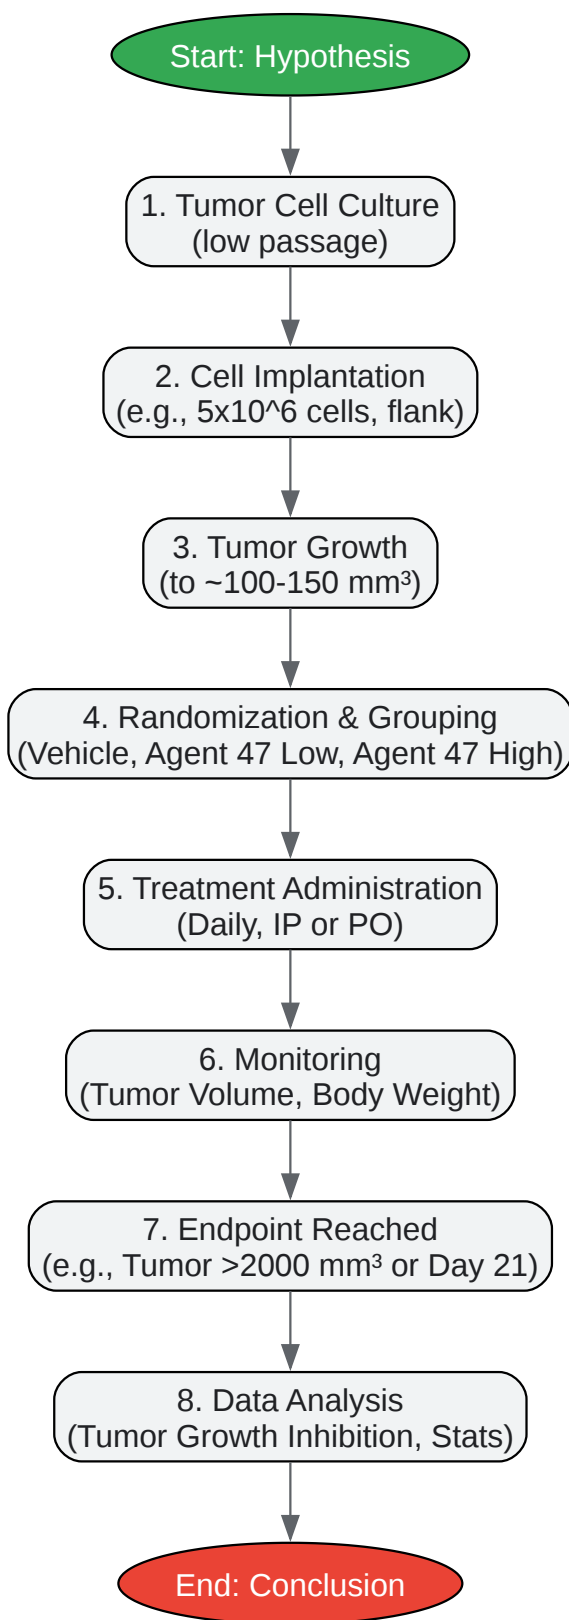 Start: Hypothesis
1. Tumor Cell Culture
(low passage)
2. Cell Implantation
(e.g., 5x10^6 cells, flank)
3. Tumor Growth
(to ~100-150 mm³)
4. Randomization & Grouping
(Vehicle, Agent 47 Low, Agent 47 High)
5. Treatment Administration
(Daily, IP or PO)
6. Monitoring
(Tumor Volume, Body Weight)
7. Endpoint Reached
(e.g., Tumor >2000 mm³ or Day 21)
8. Data Analysis
(Tumor Growth Inhibition, Stats)
End: Conclusion